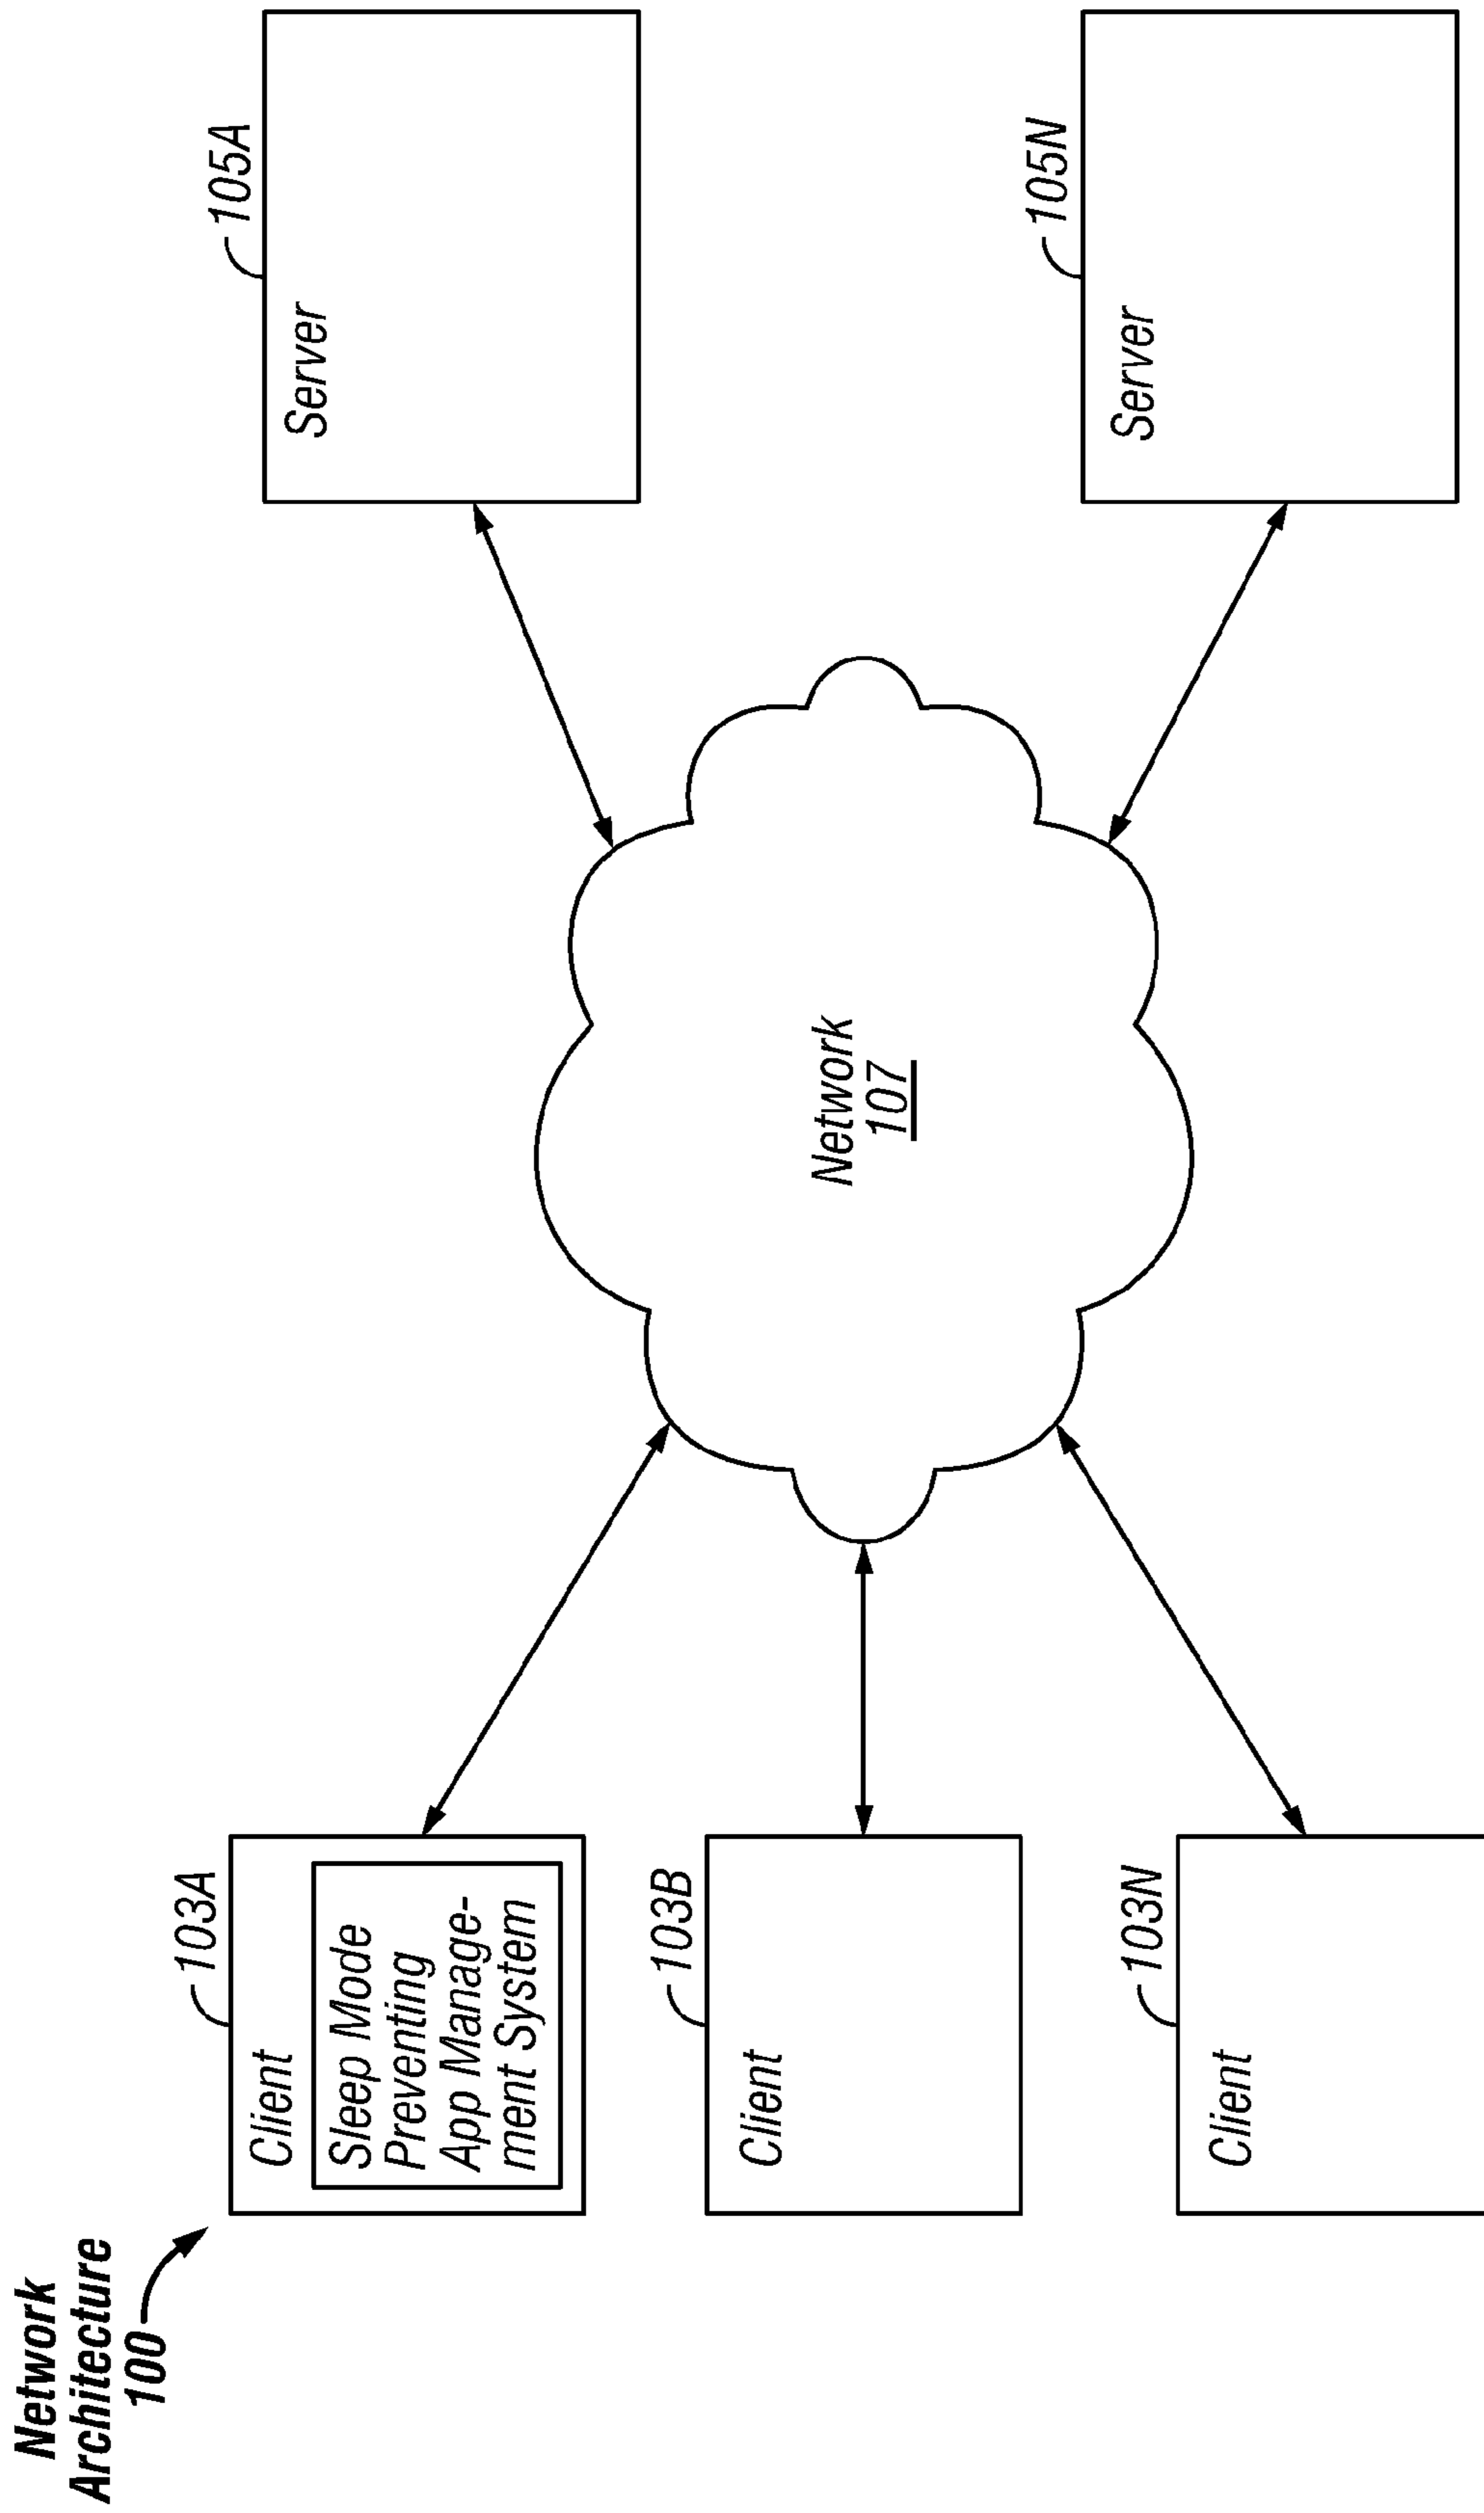 Network
Architecture
100
103A
Client
Sleep Mode
Preventing
App Manage-
ment System
103B
Client
103N
Client
Network
107
105A
Server
105N
Server